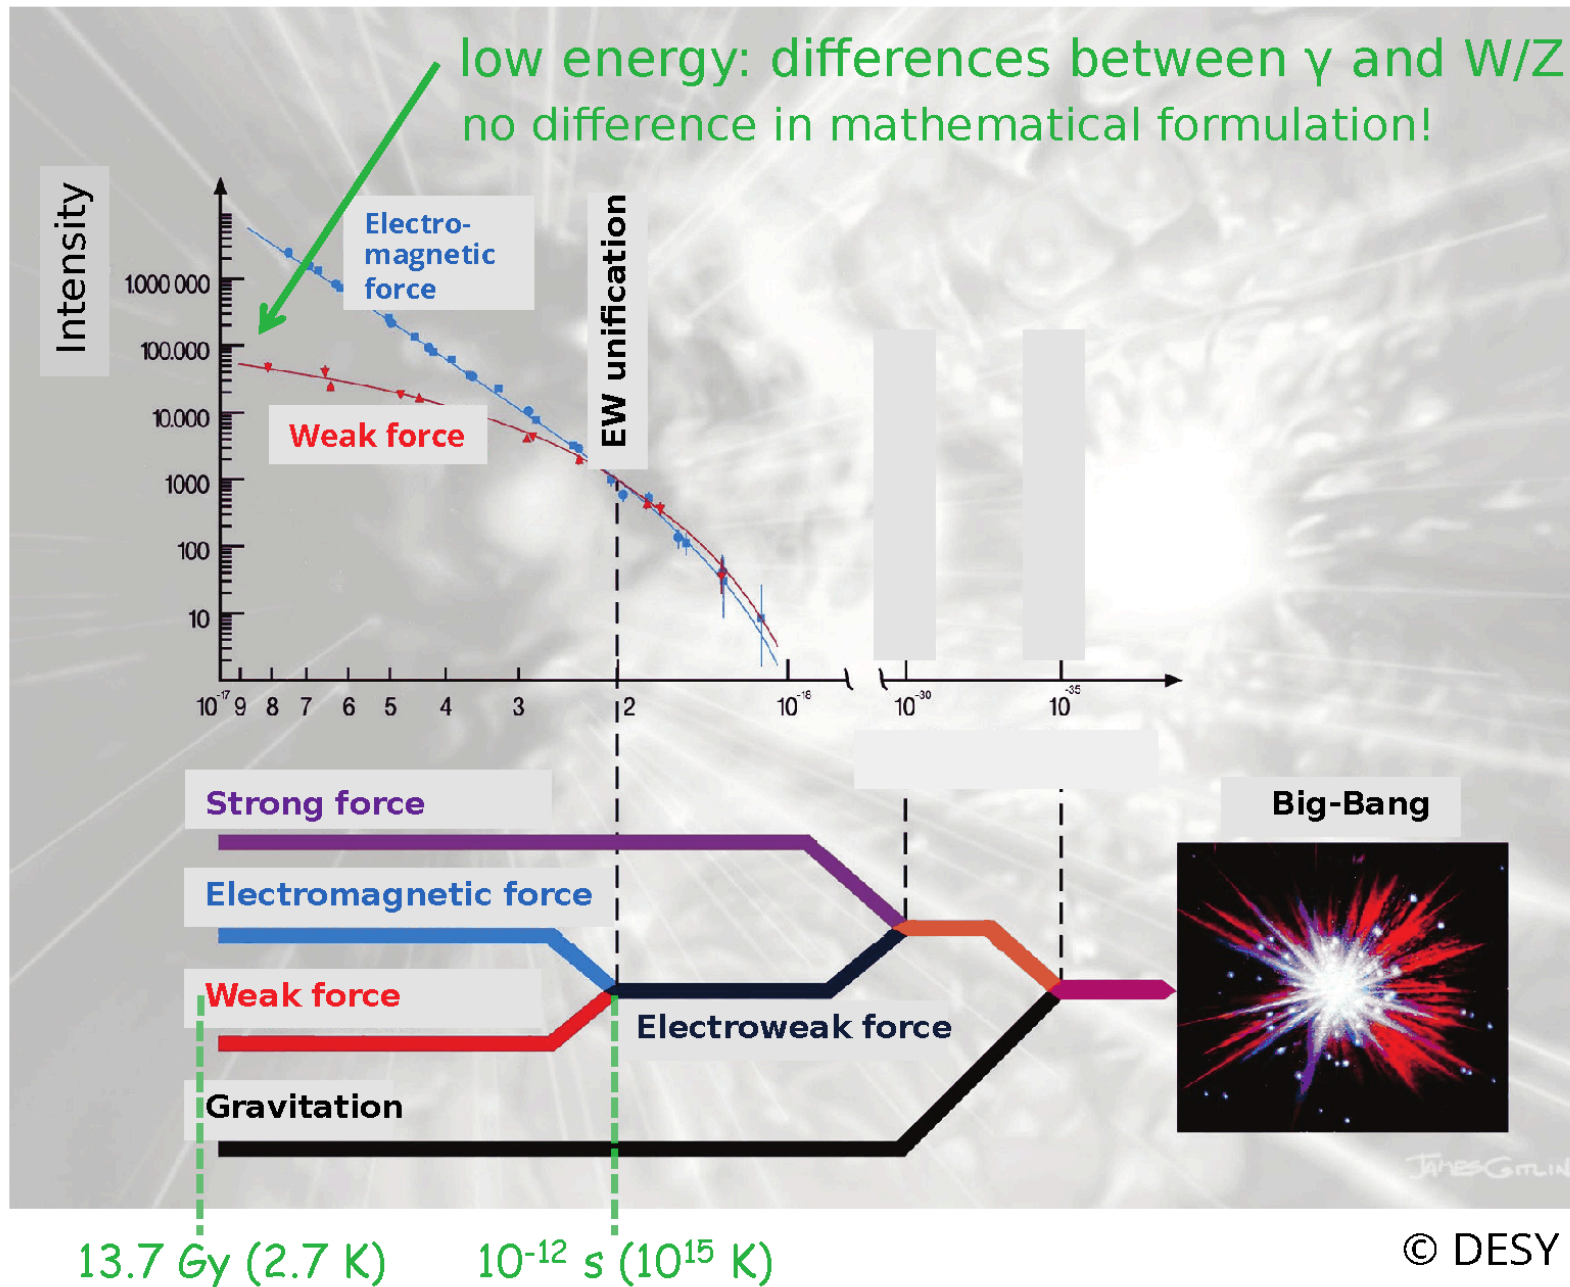 low energy: differences between γ and W/Z
no difference in mathematical formulation!
Intensity
Electro-
magnetic
force
EW unification
1.000 000
100.000
10.000
1000
100
10
Weak force
10⁻¹⁷ 9 8 7 6 5 4 3 2 10⁻¹⁸ 10⁻³⁰ 10⁻³⁵
Strong force
Big-Bang
Electromagnetic force
Weak force
Electroweak force
Gravitation
JAMES GITLIN
13.7 Gy (2.7 K) 10⁻¹² s (10¹⁵ K)
© DESY